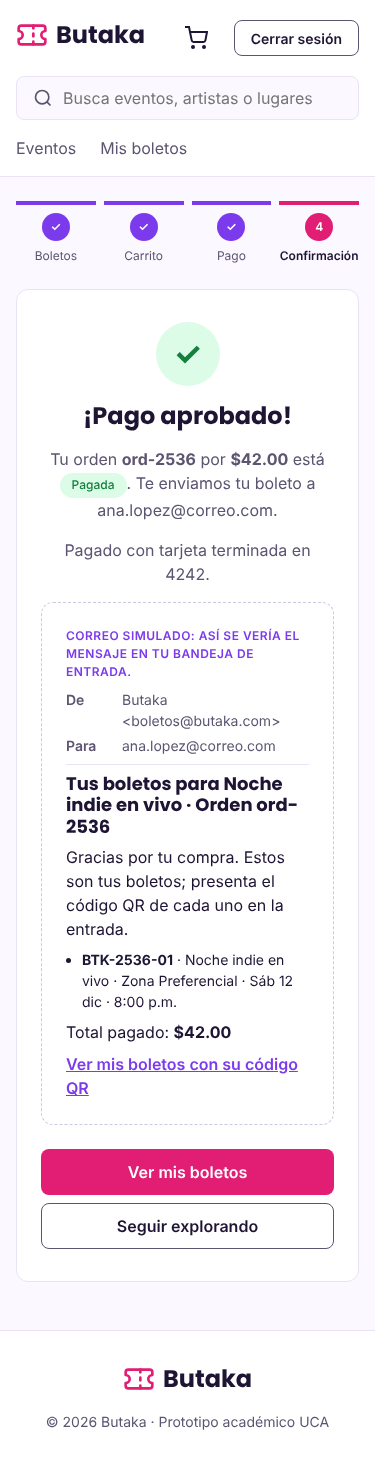 Butaka
Cerrar sesión
Busca eventos, artistas o lugares
Eventos Mis boletos
4
Boletos Carrito Pago Confirmación
¡Pago aprobado!
Tu orden ord-2536 por $42.00 está
Pagada. Te enviamos tu boleto a
ana.lopez@correo.com.
Pagado con tarjeta terminada en
4242.
CORREO SIMULADO: ASÍ SE VERÍA EL
MENSAJE EN TU BANDEJA DE
ENTRADA.
De Butaka
<boletos@butaka.com>
Para ana.lopez@correo.com
Tus boletos para Noche
indie en vivo · Orden ord-
2536
Gracias por tu compra. Estos
son tus boletos; presenta el
código QR de cada uno en la
entrada.
• BTK-2536-01 · Noche indie en
vivo · Zona Preferencial · Sáb 12
dic · 8:00 p.m.
Total pagado: $42.00
Ver mis boletos con su código
QR
Ver mis boletos
Seguir explorando
Butaka
© 2026 Butaka · Prototipo académico UCA